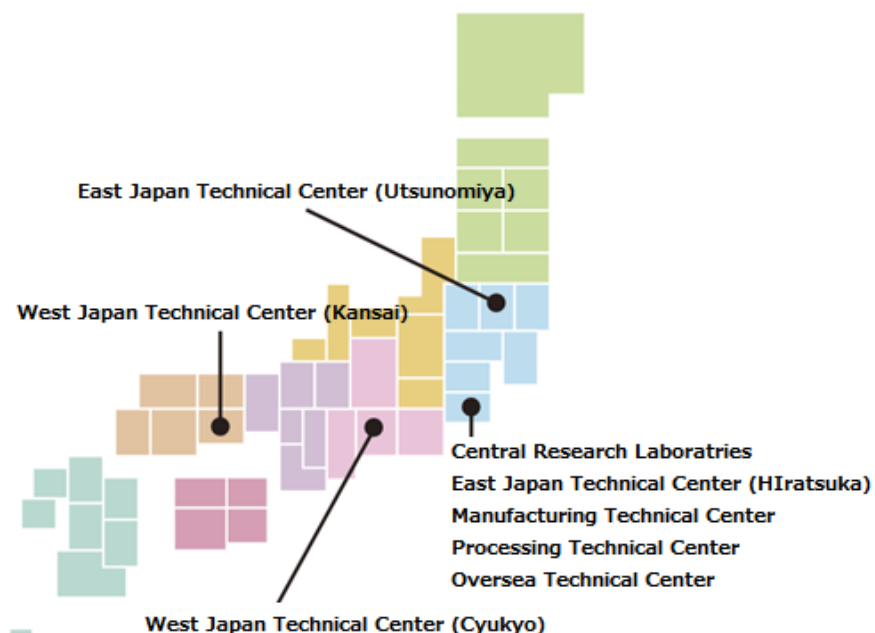 East Japan Technical Center (Utsunomiya)
West Japan Technical Center (Kansai)
Central Research Laboratries
East Japan Technical Center (HIratsuka)
Manufacturing Technical Center
Processing Technical Center
Oversea Technical Center
West Japan Technical Center (Cyukyo)